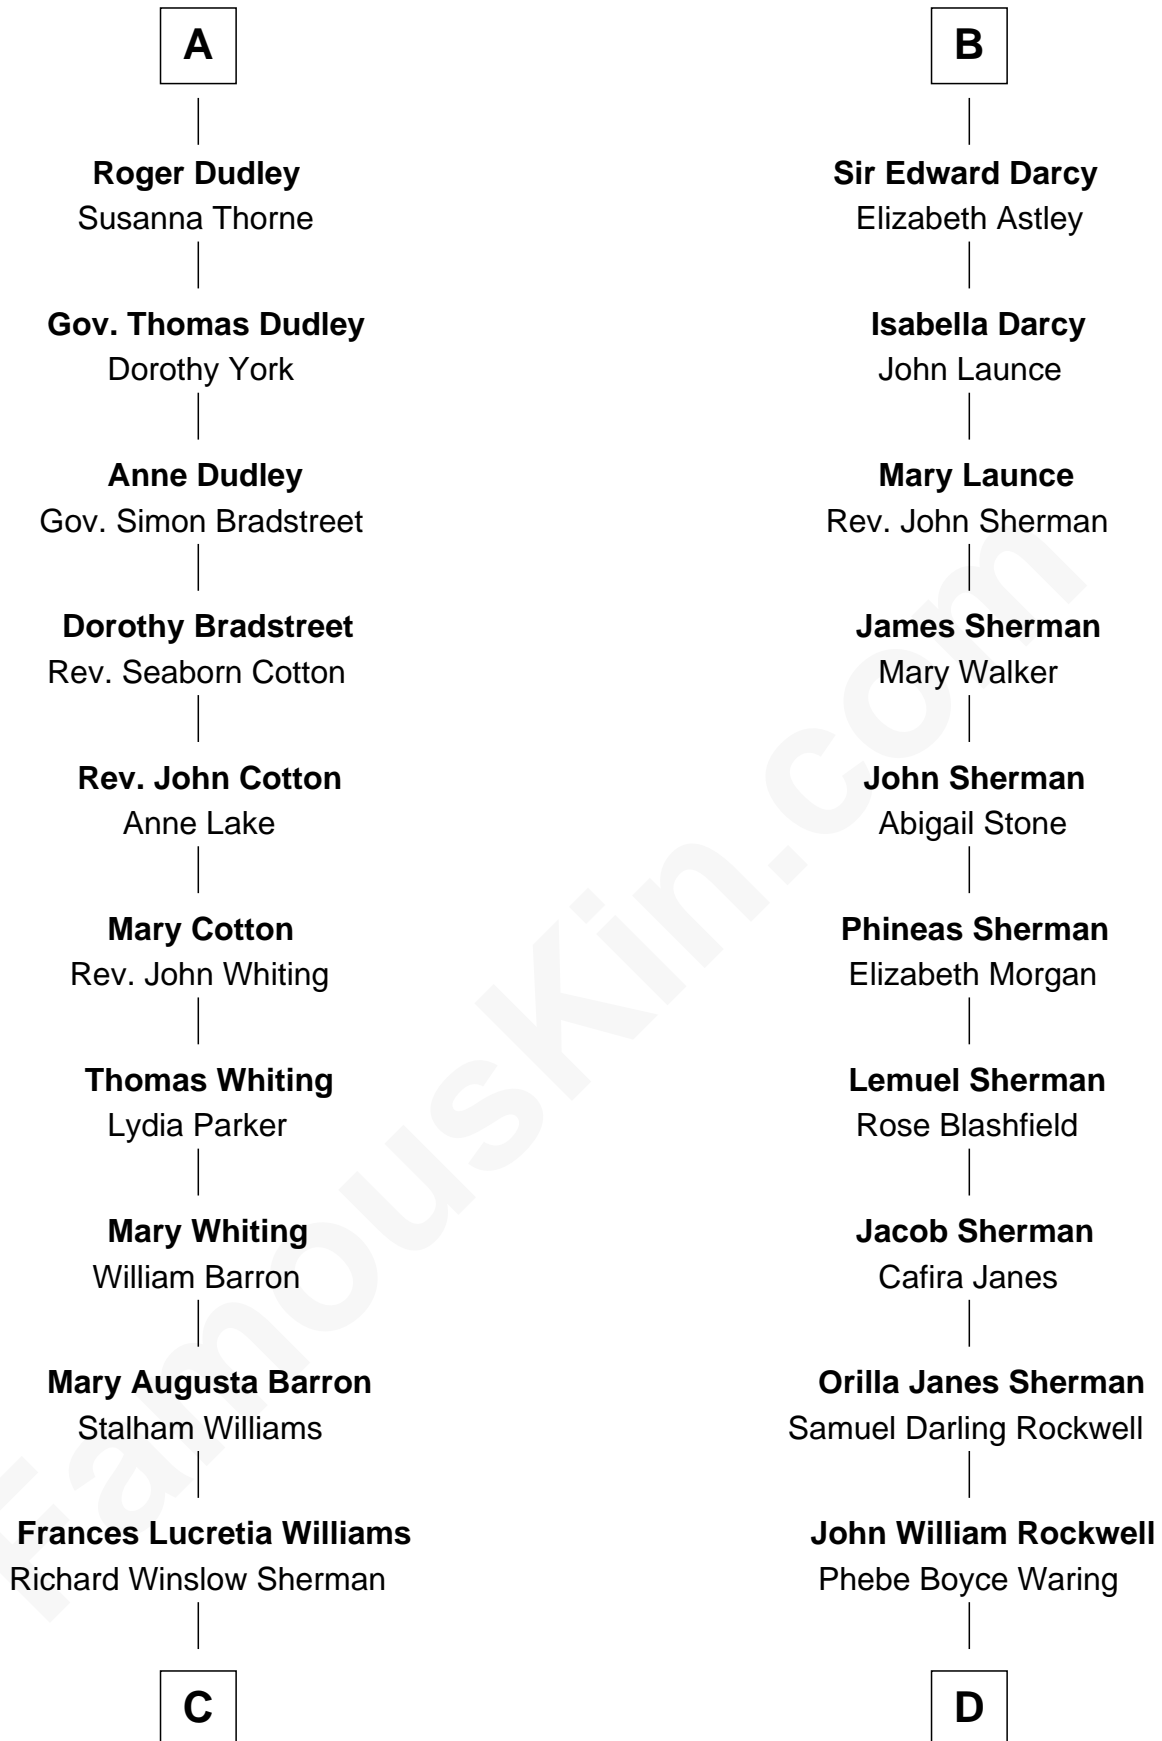 A
Roger Dudley
Susanna Thorne
Gov. Thomas Dudley
Dorothy York
Anne Dudley
Gov. Simon Bradstreet
Dorothy Bradstreet
Rev. Seaborn Cotton
Rev. John Cotton
Anne Lake
Mary Cotton
Rev. John Whiting
Thomas Whiting
Lydia Parker
Mary Whiting
William Barron
Mary Augusta Barron
Stalham Williams
Frances Lucretia Williams
Richard Winslow Sherman
C
B
Sir Edward Darcy
Elizabeth Astley
Isabella Darcy
John Launce
Mary Launce
Rev. John Sherman
James Sherman
Mary Walker
John Sherman
Abigail Stone
Phineas Sherman
Elizabeth Morgan
Lemuel Sherman
Rose Blashfield
Jacob Sherman
Cafira Janes
Orilla Janes Sherman
Samuel Darling Rockwell
John William Rockwell
Phebe Boyce Waring
D
FamousKin.com